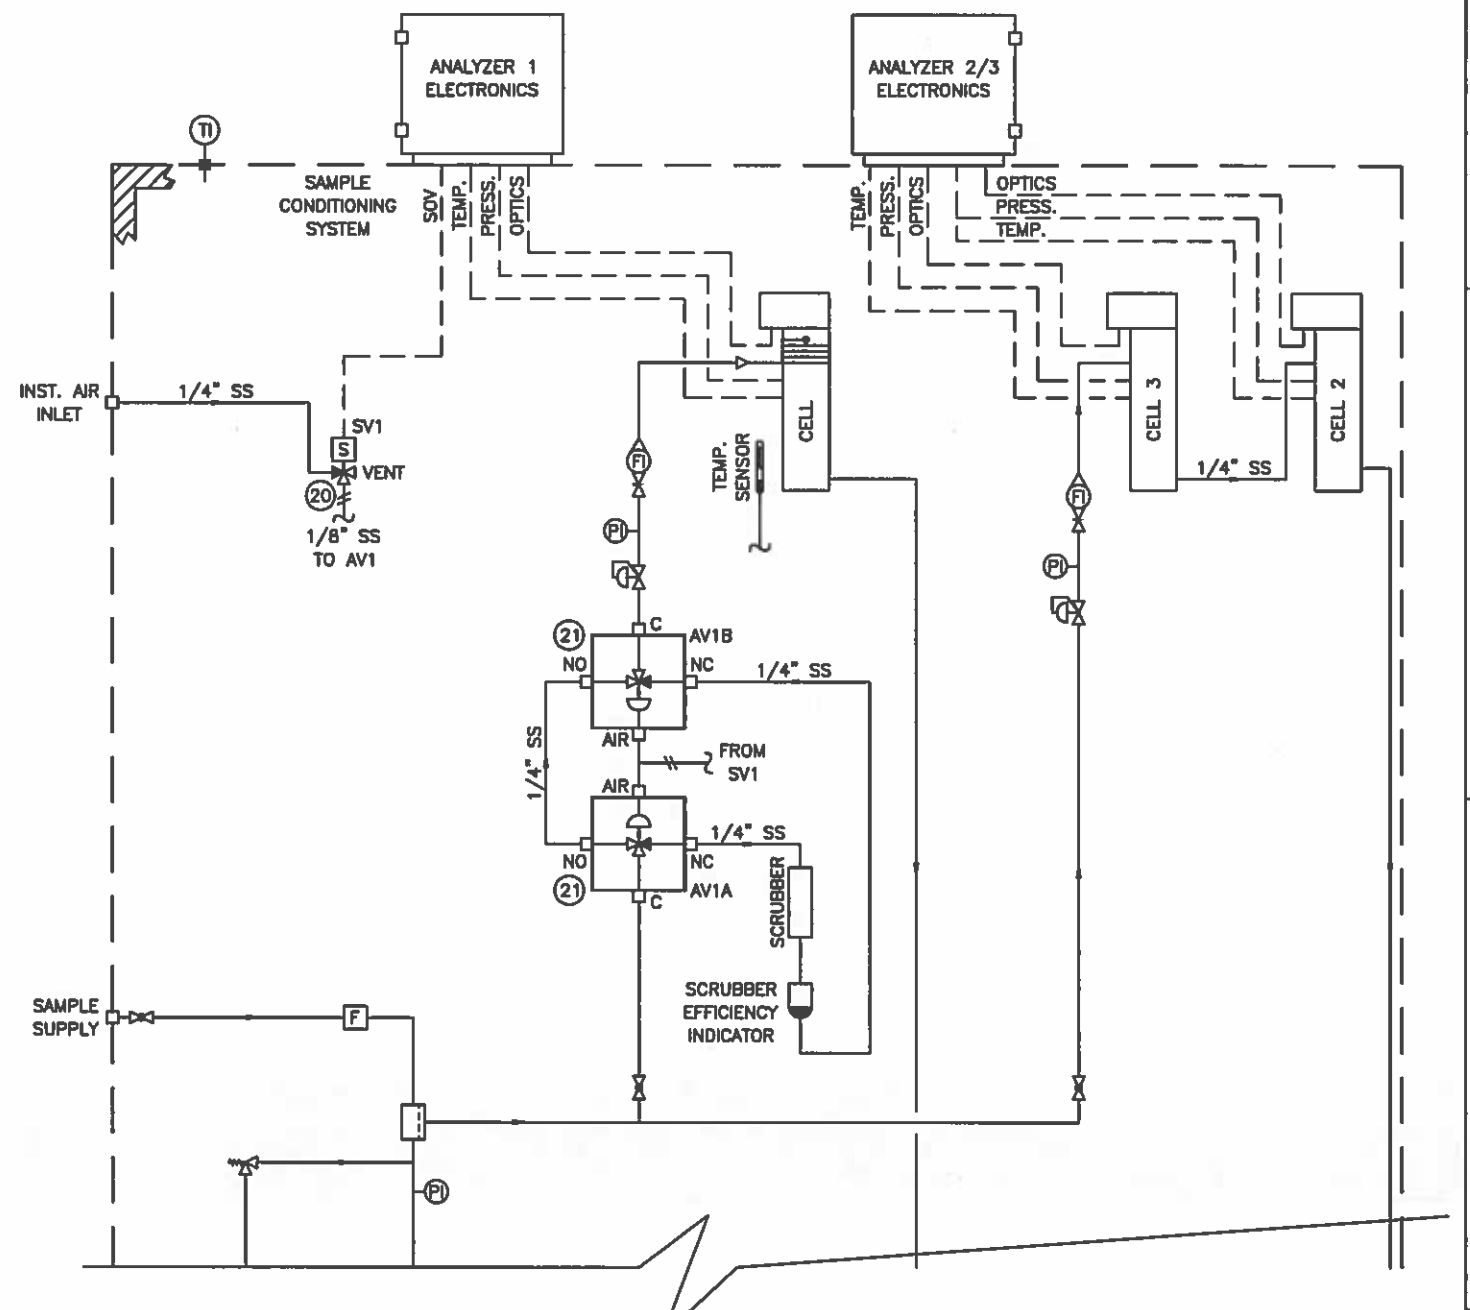 ANALYZER 1
ELECTRONICS
ANALYZER 2/3
ELECTRONICS
TI
SAMPLE
CONDITIONING
SYSTEM
SOV
TEMP.
PRESS.
OPTICS
TEMP.
PRESS.
OPTICS
OPTICS
PRESS.
TEMP.
INST. AIR
INLET
1/4" SS
SV1
S
VENT
20
1/8" SS
TO AV1
CELL
TEMP.
SENSOR
CELL 3
CELL 2
1/4" SS
FI
PI
FI
PI
C
21
AV1B
NO
NC
1/4" SS
AIR
FROM
SV1
1/4" SS
AIR
1/4" SS
NO
NC
21
AV1A
C
SCRUBBER
SCRUBBER
EFFICIENCY
INDICATOR
SAMPLE
SUPPLY
F
PI